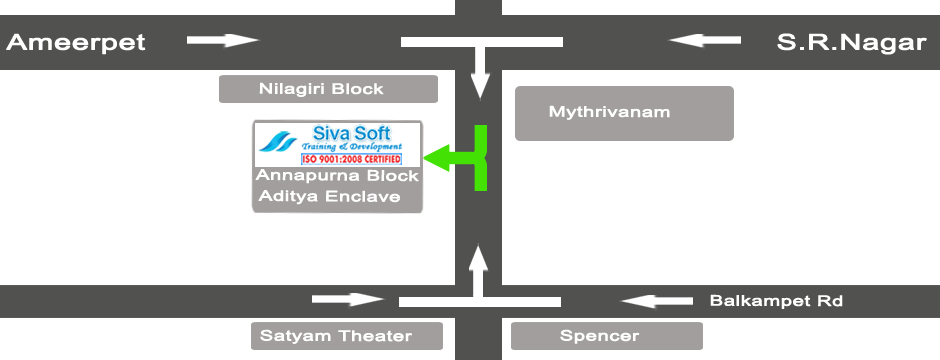 Ameerpet
S.R.Nagar
Nilagiri Block
Mythrivanam
Siva Soft
Training & Development
ISO 9001:2008 CERTIFIED
Annapurna Block
Aditya Enclave
Balkampet Rd
Satyam Theater
Spencer